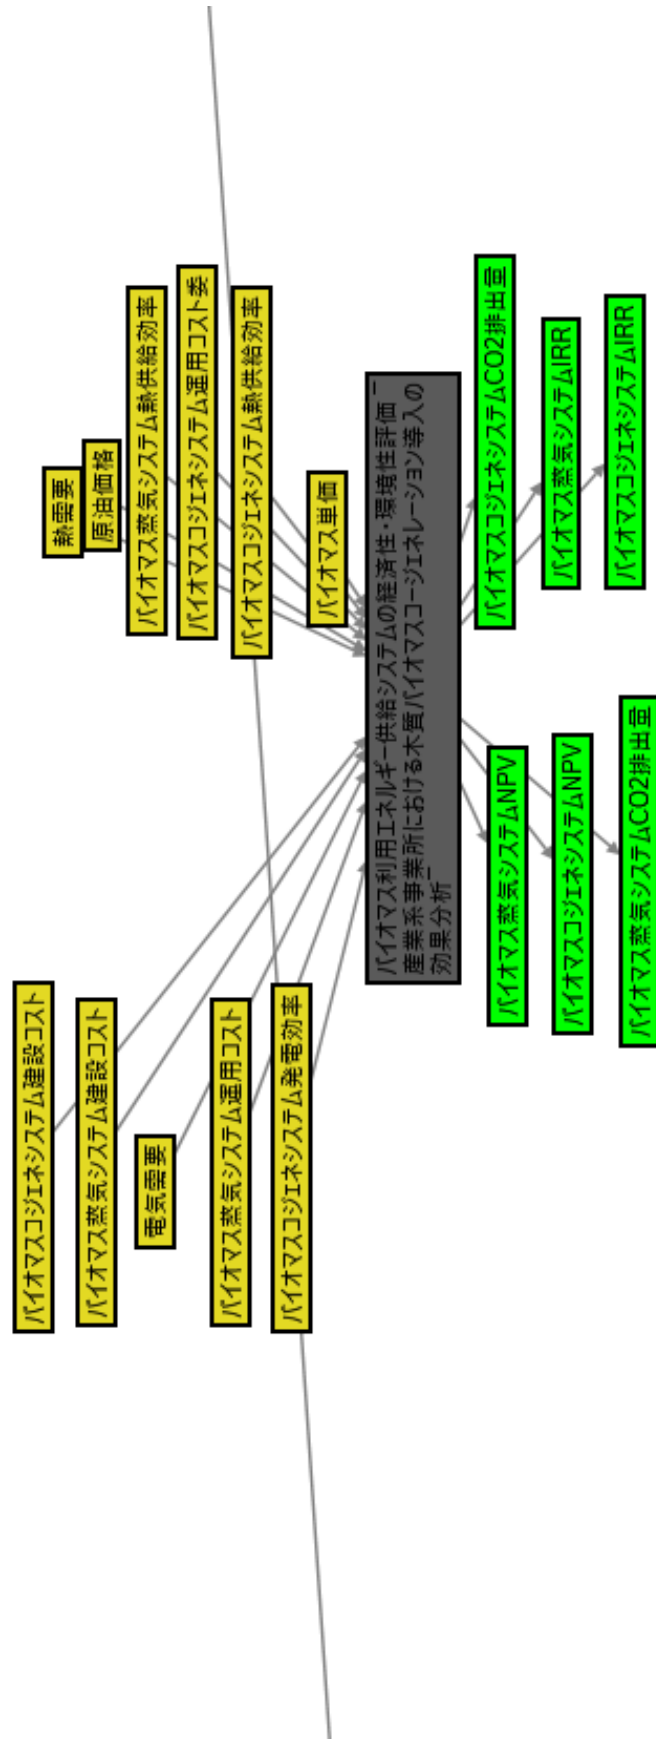 熱需要
原油価格
バイオマス蒸気システム熱供給効率
バイオマスコジェネシステム運用コスト委
バイオマスコジェネシステム熱供給効率
バイオマス単価
バイオマスコジェネシステム建設コスト
バイオマス蒸気システム建設コスト
電気需要
バイオマス蒸気システム運用コスト
バイオマスコジェネシステム発電効率
バイオマス利用エネルギー供給システムの経済性・環境性評価_
産業系事業所における木質バイオマスコージェネレーション導入の
効果分析_
バイオマスコジェネシステムCO2排出量
バイオマス蒸気システムIRR
バイオマスコジェネシステムIRR
バイオマス蒸気システムNPV
バイオマスコジェネシステムNPV
バイオマス蒸気システムCO2排出量